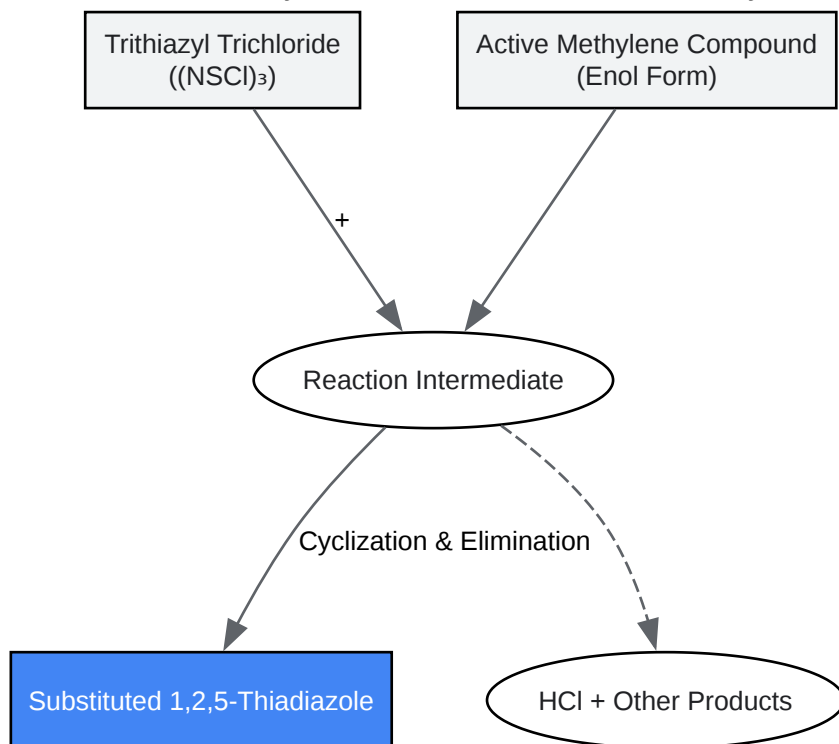 Trithiazyl Trichloride
((NSCl)₃)
Active Methylene Compound
(Enol Form)
+
Reaction Intermediate
Cyclization & Elimination
Substituted 1,2,5-Thiadiazole
HCl + Other Products